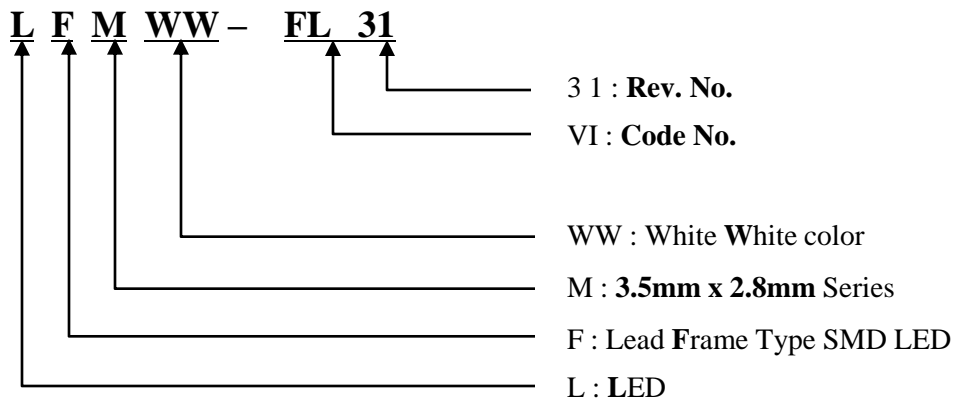 L F M WW – FL 31
3 1 : Rev. No.
VI : Code No.
WW : White White color
M : 3.5mm x 2.8mm Series
F : Lead Frame Type SMD LED
L : LED